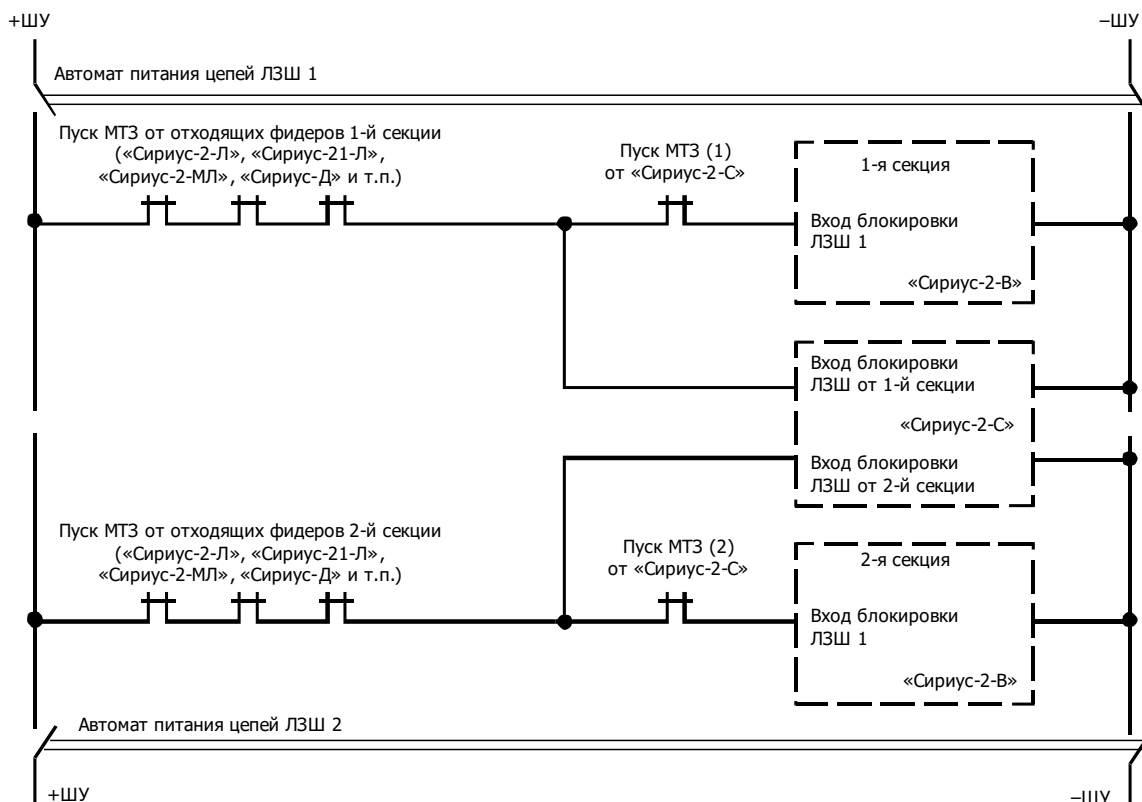 +ШУ
–ШУ
Автомат питания цепей ЛЗШ 1
Пуск МТЗ от отходящих фидеров 1-й секции
(«Сириус-2-Л», «Сириус-21-Л»,
«Сириус-2-МЛ», «Сириус-Д» и т.п.)
Пуск МТЗ (1)
от «Сириус-2-С»
1-я секция
Вход блокировки
ЛЗШ 1
«Сириус-2-В»
Вход блокировки
ЛЗШ от 1-й секции
«Сириус-2-С»
Вход блокировки
ЛЗШ от 2-й секции
Пуск МТЗ от отходящих фидеров 2-й секции
(«Сириус-2-Л», «Сириус-21-Л»,
«Сириус-2-МЛ», «Сириус-Д» и т.п.)
Пуск МТЗ (2)
от «Сириус-2-С»
2-я секция
Вход блокировки
ЛЗШ 1
«Сириус-2-В»
Автомат питания цепей ЛЗШ 2
+ШУ
–ШУ